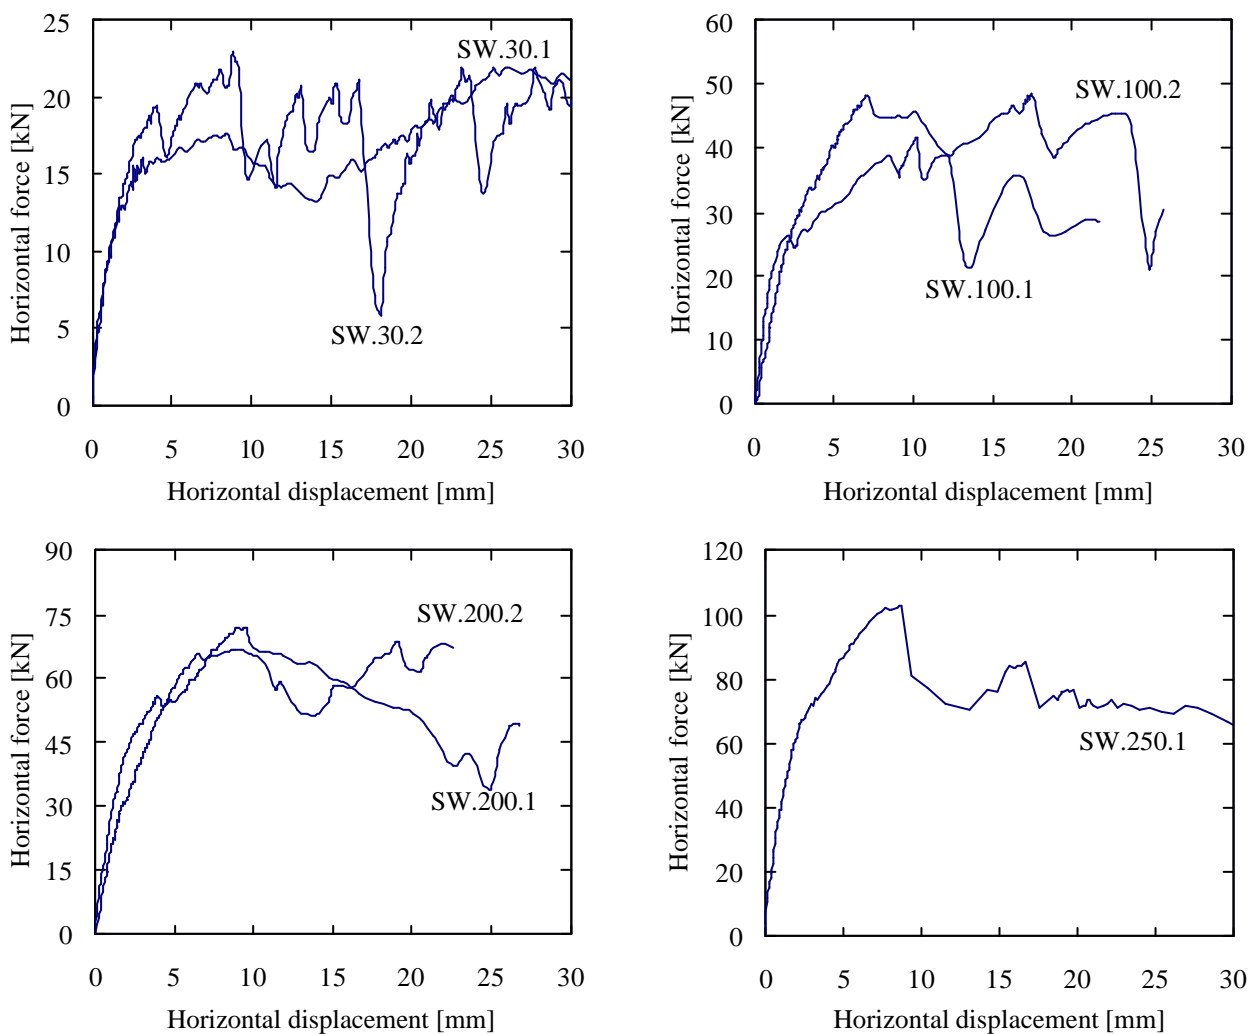 25
20
15
10
5
0
Horizontal force [kN]
SW.30.1
SW.30.2
0 5 10 15 20 25 30
Horizontal displacement [mm]
60
50
40
30
20
10
0
Horizontal force [kN]
SW.100.2
SW.100.1
0 5 10 15 20 25 30
Horizontal displacement [mm]
90
75
60
45
30
15
0
Horizontal force [kN]
SW.200.2
SW.200.1
0 5 10 15 20 25 30
Horizontal displacement [mm]
120
100
80
60
40
20
0
Horizontal force [kN]
SW.250.1
0 5 10 15 20 25 30
Horizontal displacement [mm]